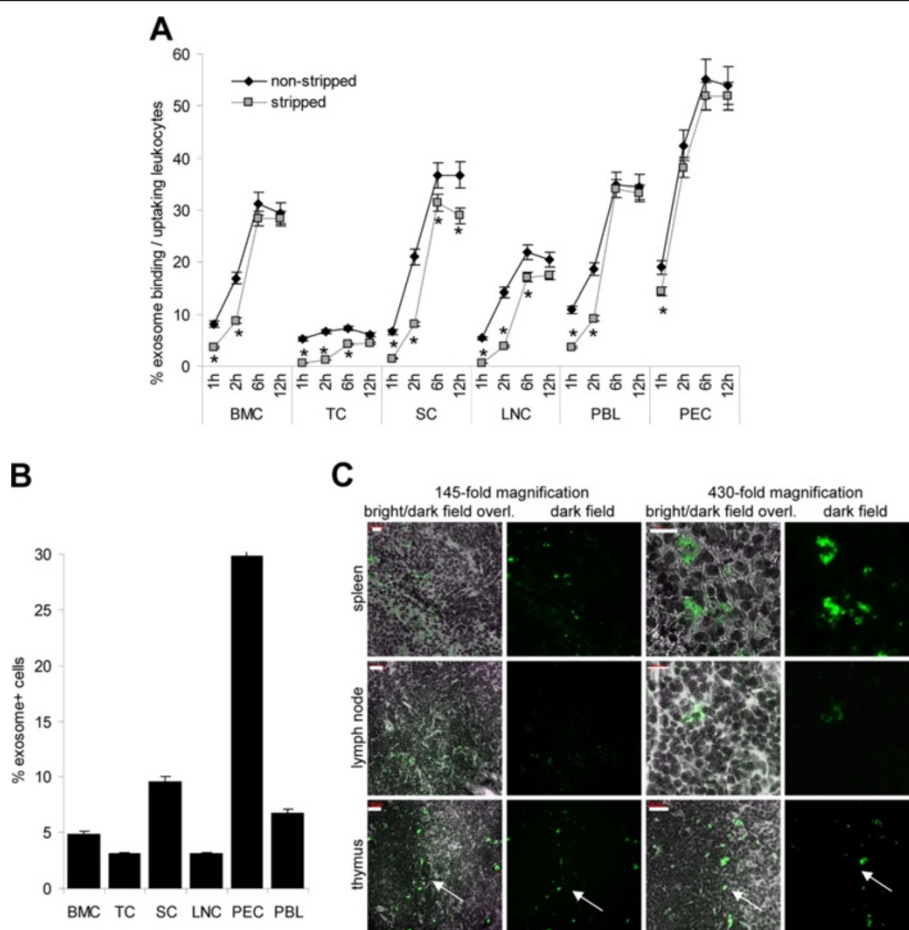 A
60
50
40
30
20
10
0
% exosome binding / uptaking leukocytes
non-stripped
stripped
* * * * * * * * * * * * * * *
1h 2h 6h 12h 1h 2h 6h 12h 1h 2h 6h 12h 1h 2h 6h 12h 1h 2h 6h 12h 1h 2h 6h 12h
BMC TC SC LNC PBL PEC
B
30
25
20
15
10
5
0
% exosome+ cells
BMC TC SC LNC PEC PBL
C
145-fold magnification 430-fold magnification
bright/dark field overl. dark field bright/dark field overl. dark field
spleen
lymph node
thymus